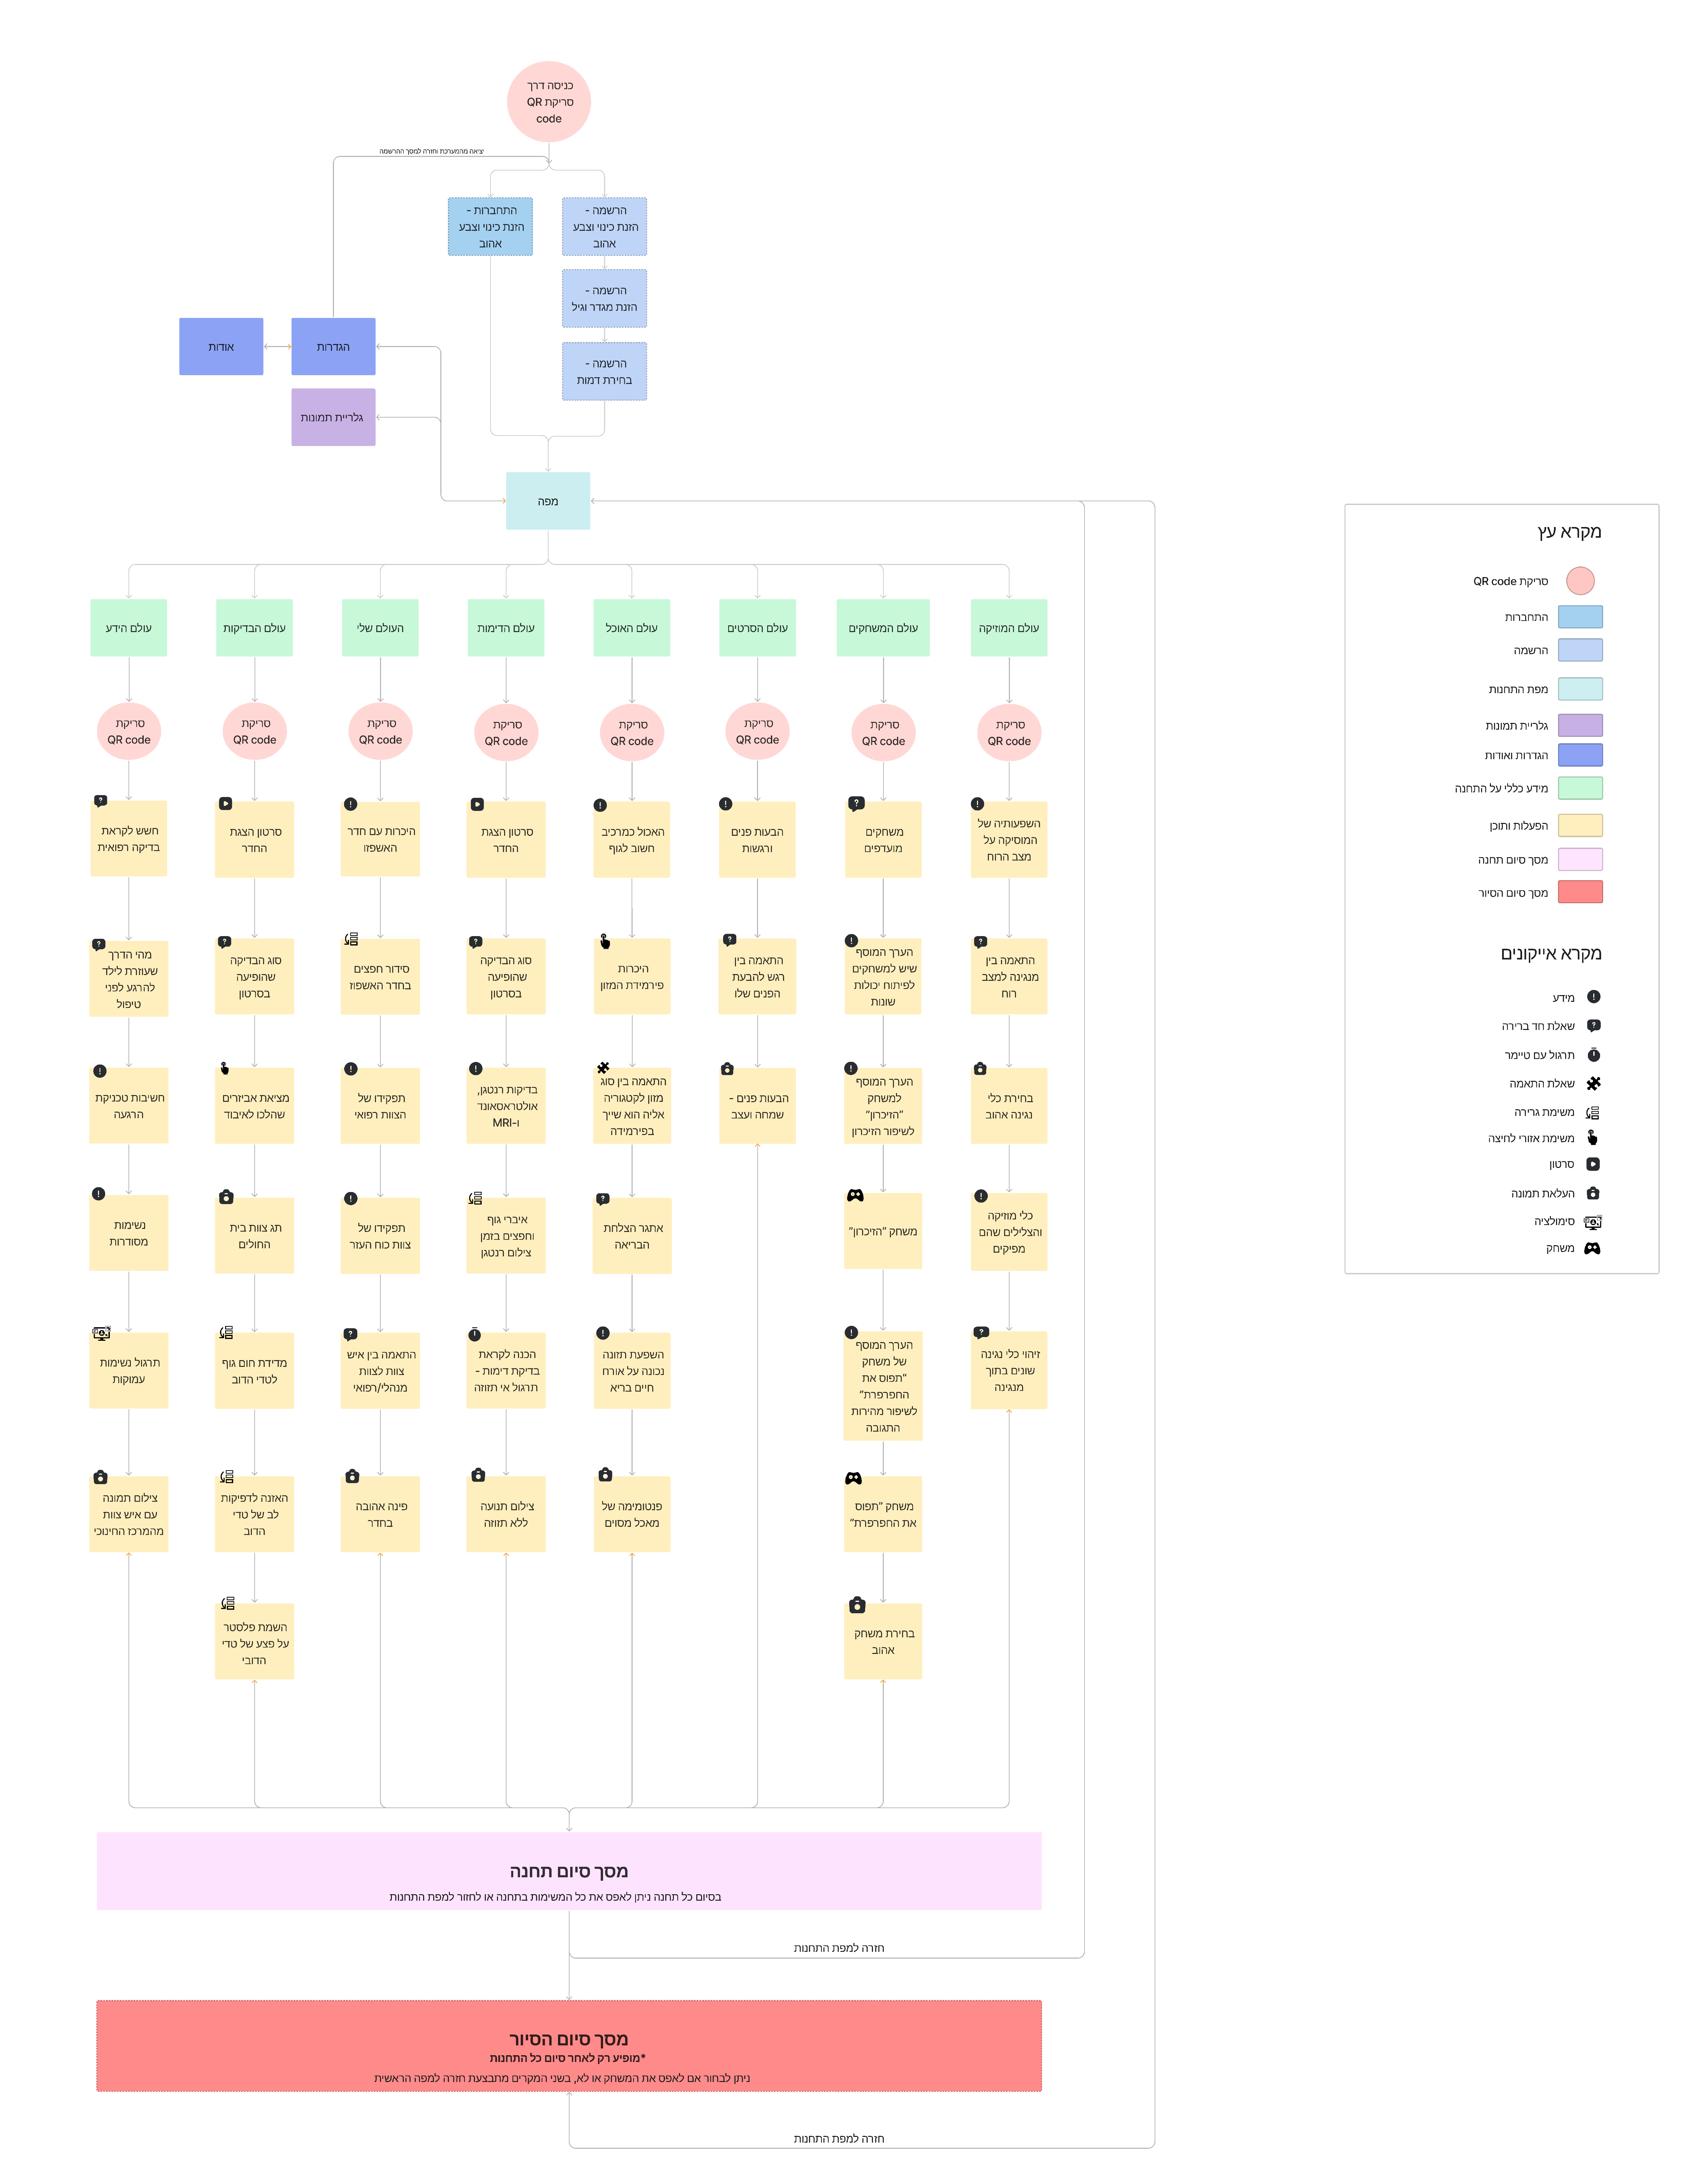 כניסה דרך
סריקת QR
code
יציאה מהמערכת וחזרה למסך ההרשמה
הרשמה -
הזנת כינוי וצבע
אהוב
התחברות -
הזנת כינוי וצבע
אהוב
הרשמה -
הזנת מגדר וגיל
הרשמה -
בחירת דמות
הגדרות
אודות
גלריית תמונות
מפה
עולם המוזיקה
עולם המשחקים
עולם הסרטים
עולם האוכל
עולם הדימות
העולם שלי
עולם הבדיקות
עולם הידע
סריקת
QR code
סריקת
QR code
סריקת
QR code
סריקת
QR code
סריקת
QR code
סריקת
QR code
סריקת
QR code
סריקת
QR code
השפעותיה של
המוסיקה על
מצב הרוח
התאמה בין
מנגינה למצב
רוח
בחירת כלי
נגינה אהוב
כלי מוזיקה
והצלילים שהם
מפיקים
זיהוי כלי נגינה
שונים בתוך
מנגינה
משחקים
מועדפים
הערך המוסף
שיש למשחקים
לפיתוח יכולות
שונות
הערך המוסף
למשחק
"הזיכרון"
לשיפור הזיכרון
משחק "הזיכרון"
הערך המוסף
של משחק
"תפוס את
החפרפרת"
לשיפור מהירות
התגובה
משחק "תפוס
את החפרפרת"
בחירת משחק
אהוב
הבעות פנים
ורגשות
התאמה בין
רגש להבעת
הפנים שלו
הבעות פנים -
שמחה ועצב
האכול כמרכיב
חשוב לגוף
היכרות
פירמידת המזון
התאמה בין סוג
מזון לקטגוריה
אליה הוא שייך
בפירמידה
אתגר הצלחת
הבריאה
השפעת תזונה
נכונה על אורח
חיים בריא
פנטומימה של
מאכל מסוים
סרטון הצגת
החדר
סוג הבדיקה
שהופיעה
בסרטון
בדיקות רנטגן,
אולטראסאונד
ו-MRI
איברי גוף
וחפצים בזמן
צילום רנטגן
הכנה לקראת
בדיקת דימות -
תרגול אי תזוזה
צילום תנועה
ללא תזוזה
היכרות עם חדר
האשפוז
סידור חפצים
בחדר האשפוז
תפקידו של
הצוות רפואי
תפקידו של
צוות כוח העזר
התאמה בין איש
צוות לצוות
מנהלי/רפואי
פינה אהובה
בחדר
סרטון הצגת
החדר
סוג הבדיקה
שהופיעה
בסרטון
מציאת אביזרים
שהלכו לאיבוד
תג צוות בית
החולים
מדידת חום גוף
לטדי הדוב
האזנה לדפיקות
לב של טדי
הדוב
השמת פלסטר
על פצע של טדי
הדובי
חשש לקראת
בדיקה רפואית
מהי הדרך
שעוזרת לילד
להרגע לפני
טיפול
חשיבות טכניקת
הרגעה
נשימות
מסודרות
תרגול נשימות
עמוקות
צילום תמונה
עם איש צוות
מהמרכז החינוכי
מסך סיום תחנה
בסיום כל תחנה ניתן לאפס את כל המשימות בתחנה או לחזור למפת התחנות
חזרה למפת התחנות
מסך סיום הסיור
*מופיע רק לאחר סיום כל התחנות
ניתן לבחור אם לאפס את המשחק או לא, בשני המקרים מתבצעת חזרה למפה הראשית
חזרה למפת התחנות
מקרא עץ
סריקת QR code
התחברות
הרשמה
מפת התחנות
גלריית תמונות
הגדרות ואודות
מידע כללי על התחנה
הפעלות ותוכן
מסך סיום תחנה
מסך סיום הסיור
מקרא אייקונים
מידע
שאלת חד ברירה
תרגול עם טיימר
שאלת התאמה
משימת גרירה
משימת אזורי לחיצה
סרטון
העלאת תמונה
סימולציה
משחק